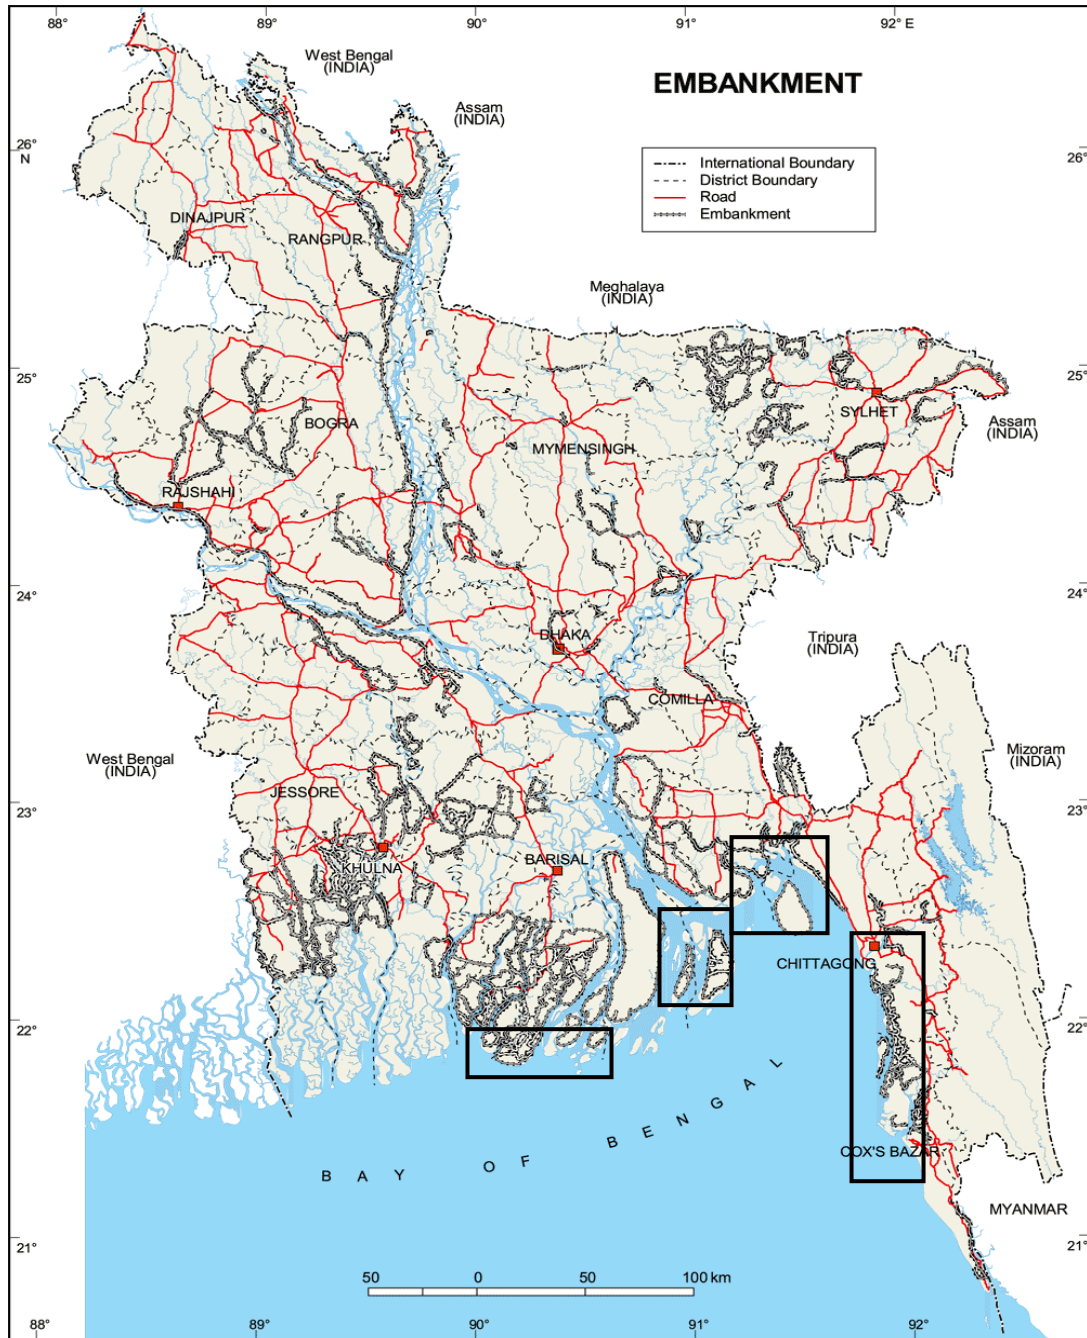 88°
89°
90°
91°
92° E
West Bengal
(INDIA)
EMBANKMENT
Assam
(INDIA)
26°
N
26°
International Boundary
District Boundary
Road
Embankment
DINAJPUR
RANGPUR
Meghalaya
(INDIA)
25°
25°
SYLHET
BOGRA
Assam
(INDIA)
MYMENSINGH
RAJSHAHI
24°
24°
DHAKA
Tripura
(INDIA)
COMILLA
West Bengal
(INDIA)
Mizoram
(INDIA)
JESSORE
23°
23°
KHULNA
BARISAL
CHITTAGONG
22°
22°
BAY OF BENGAL
COX'S BAZAR
MYANMAR
21°
21°
50 0 50 100 km
88°
89°
90°
91°
92°